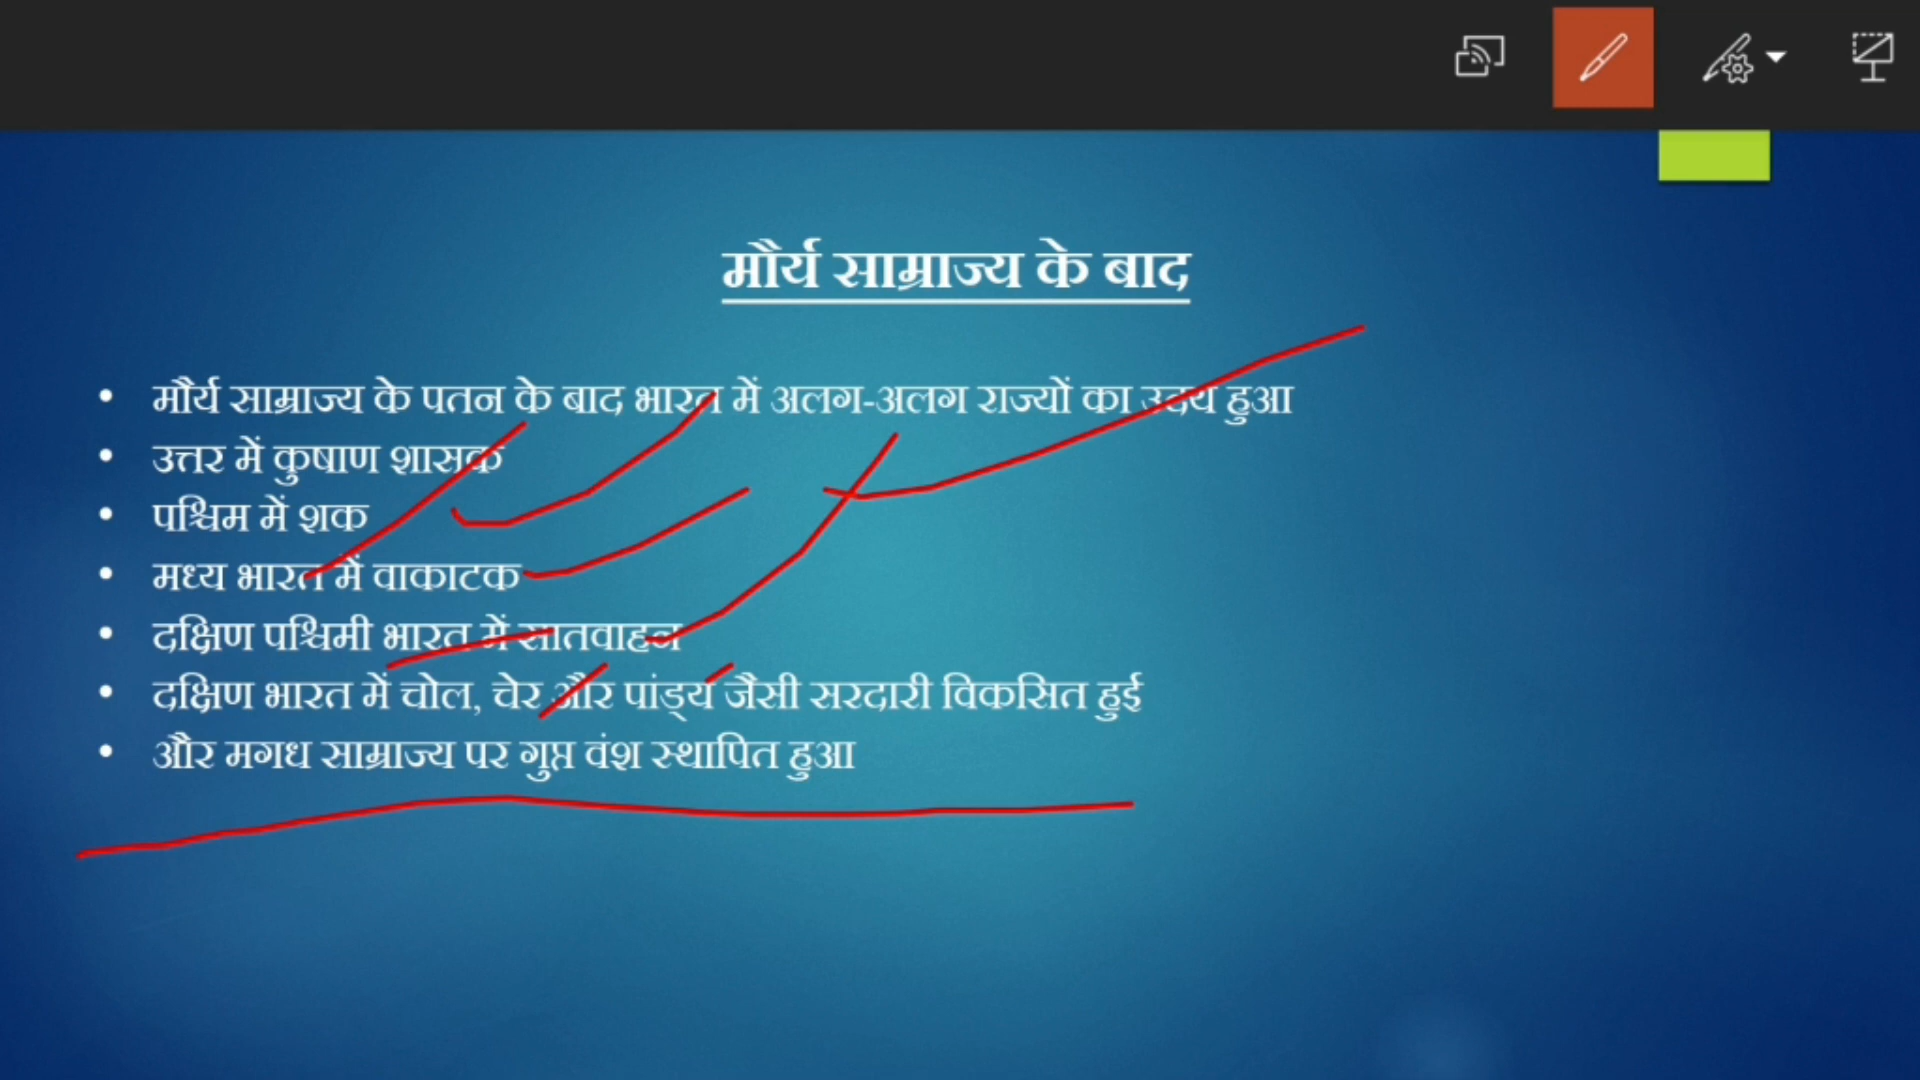 मौर्य साम्राज्य के बाद
• मौर्य साम्राज्य के पतन के बाद भारत में अलग-अलग राज्यों का उदय हुआ
• उत्तर में कुषाण शासक
• पश्चिम में शक
• मध्य भारत में वाकाटक
• दक्षिण पश्चिमी भारत में सातवाहन
• दक्षिण भारत में चोल, चेर और पांड्य जैसी सरदारी विकसित हुई
• और मगध साम्राज्य पर गुप्त वंश स्थापित हुआ